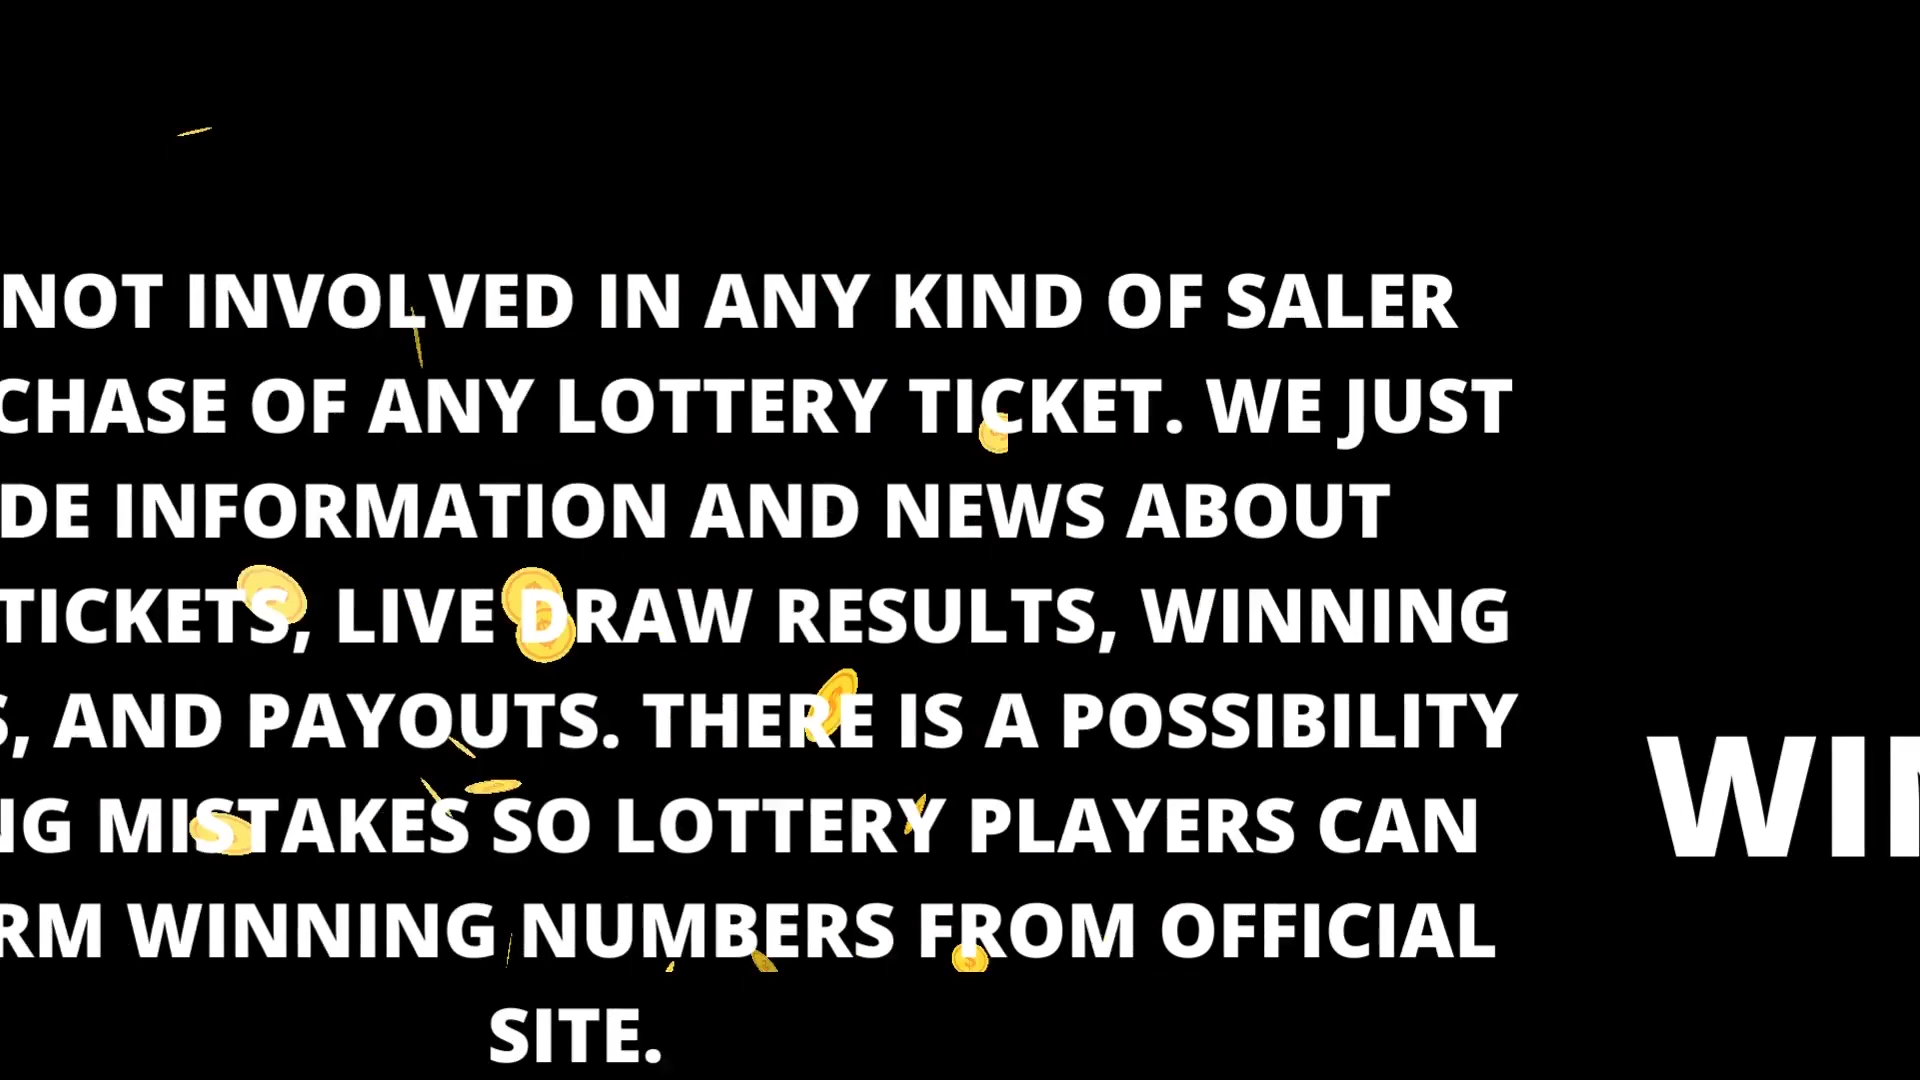 NOT INVOLVED IN ANY KIND OF SALER
CHASE OF ANY LOTTERY TICKET. WE JUST
DE INFORMATION AND NEWS ABOUT
TICKETS, LIVE DRAW RESULTS, WINNING
S, AND PAYOUTS. THERE IS A POSSIBILITY
NG MISTAKES SO LOTTERY PLAYERS CAN
RM WINNING NUMBERS FROM OFFICIAL
SITE.
WIN